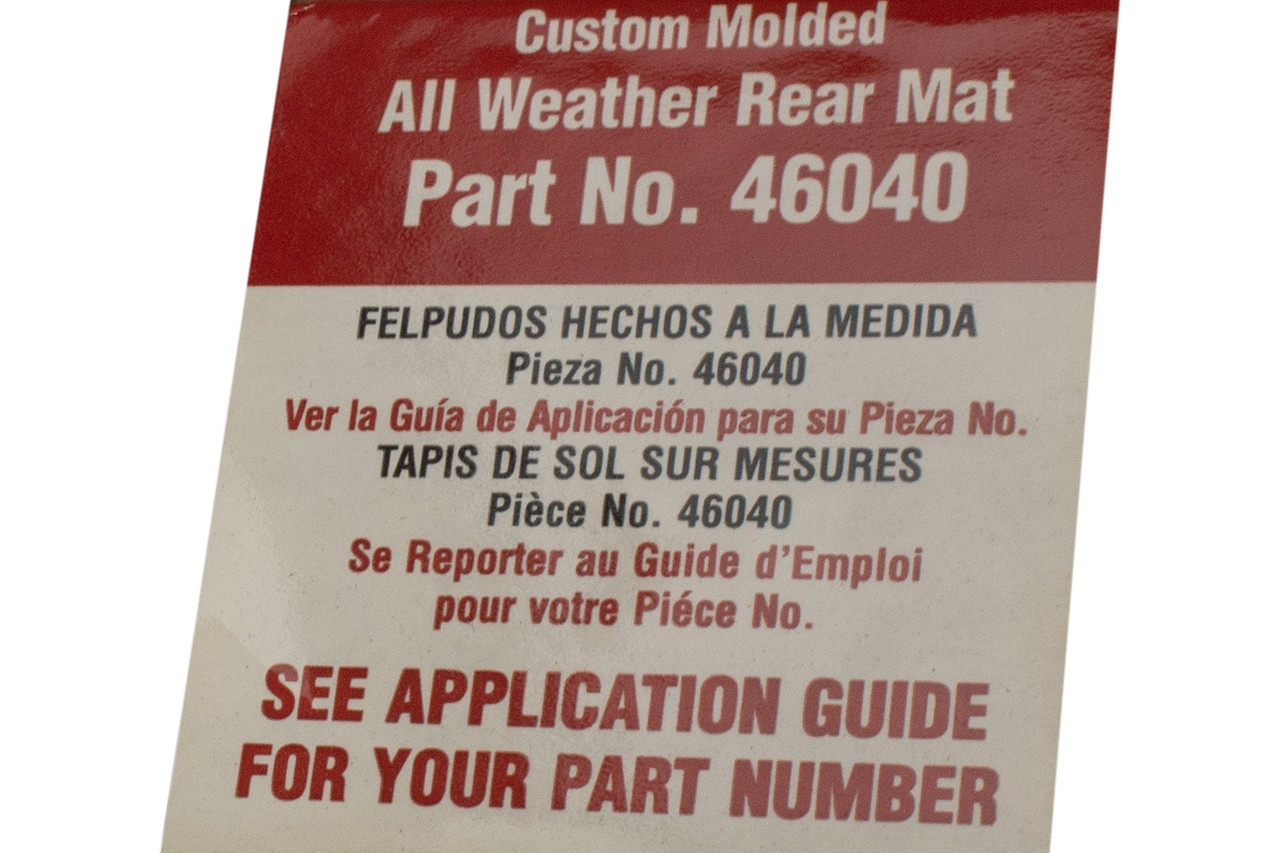 Custom Molded
All Weather Rear Mat
Part No. 46040
FELPUDOS HECHOS A LA MEDIDA
Pieza No. 46040
Ver la Guía de Aplicación para su Pieza No.
TAPIS DE SOL SUR MESURES
Pièce No. 46040
Se Reporter au Guide d'Emploi
pour votre Piéce No.
SEE APPLICATION GUIDE
FOR YOUR PART NUMBER